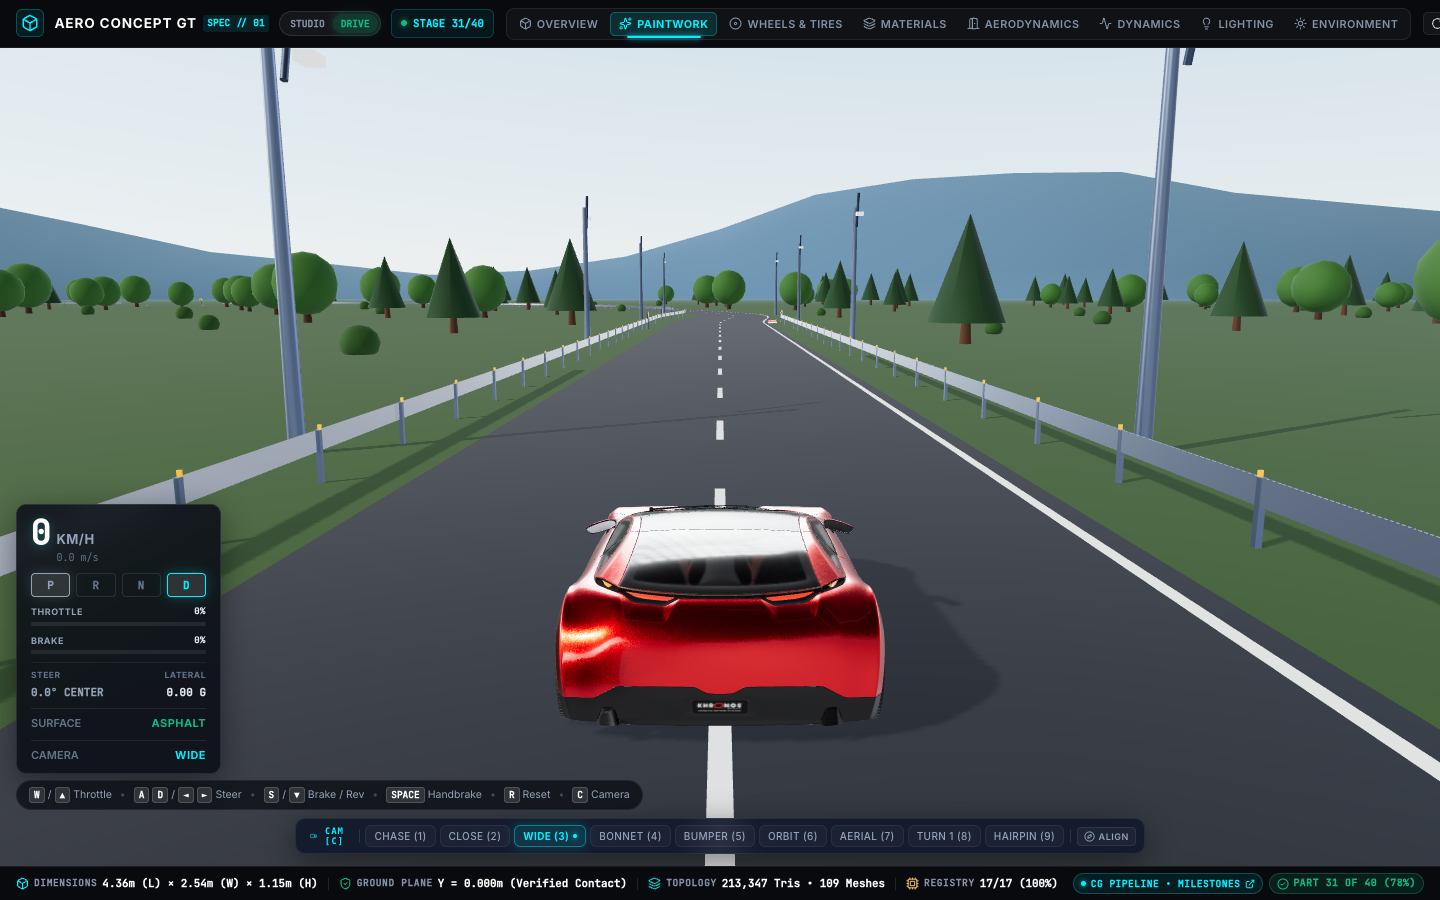 AERO CONCEPT GT SPEC // 01 STUDIO DRIVE STAGE 31/40 OVERVIEW PAINTWORK WHEELS & TIRES MATERIALS AERODYNAMICS DYNAMICS LIGHTING ENVIRONMENT
0 KM/H
0.0 m/s
P R N D
THROTTLE 0%
BRAKE 0%
STEER LATERAL
0.0° CENTER 0.00 G
SURFACE ASPHALT
CAMERA WIDE
KHRONOS
W / ▲ Throttle • A D / ◄ ► Steer • S / ▼ Brake / Rev • SPACE Handbrake • R Reset • C Camera
CAM [C] CHASE (1) CLOSE (2) WIDE (3) BONNET (4) BUMPER (5) ORBIT (6) AERIAL (7) TURN 1 (8) HAIRPIN (9) ALIGN
DIMENSIONS 4.36m (L) × 2.54m (W) × 1.15m (H) GROUND PLANE Y = 0.000m (Verified Contact) TOPOLOGY 213,347 Tris • 109 Meshes REGISTRY 17/17 (100%) CG PIPELINE • MILESTONES PART 31 OF 40 (78%)